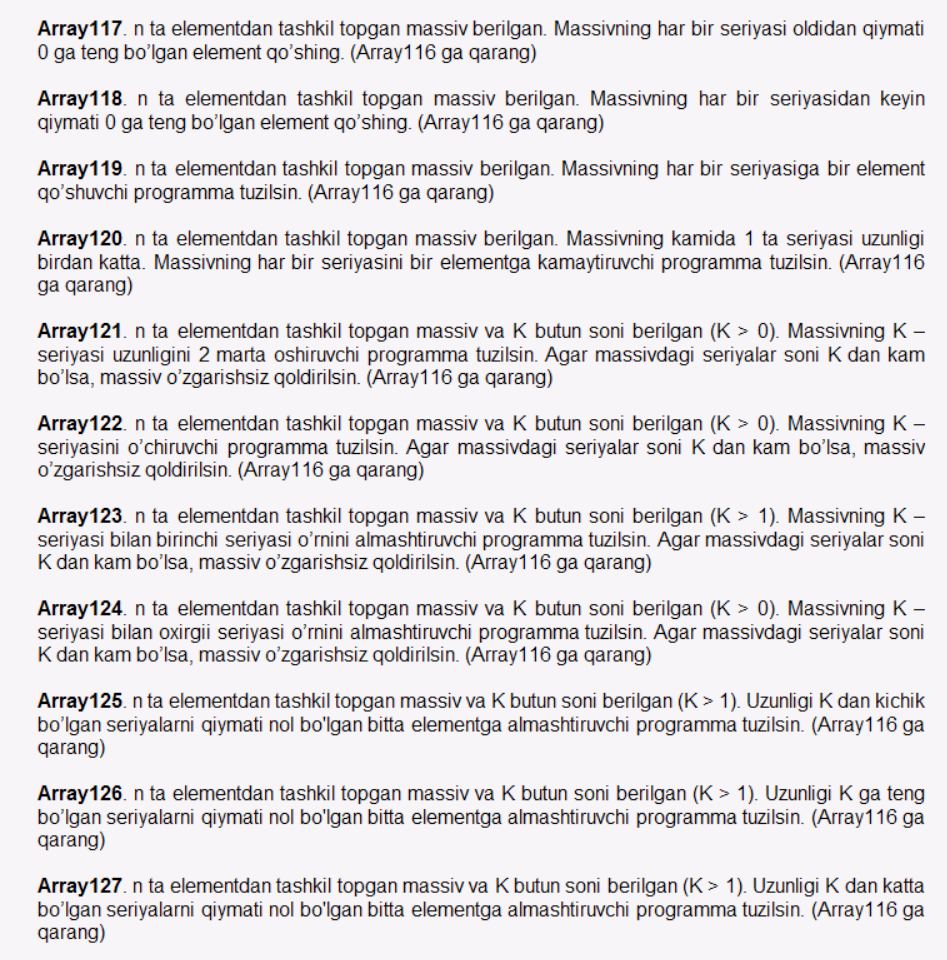 Array117. n ta elementdan tashkil topgan massiv berilgan. Massivning har bir seriyasi oldidan qiymati
0 ga teng bo’lgan element qo’shing. (Array116 ga qarang)
Array118. n ta elementdan tashkil topgan massiv berilgan. Massivning har bir seriyasidan keyin
qiymati 0 ga teng bo’lgan element qo’shing. (Array116 ga qarang)
Array119. n ta elementdan tashkil topgan massiv berilgan. Massivning har bir seriyasiga bir element
qo’shuvchi programma tuzilsin. (Array116 ga qarang)
Array120. n ta elementdan tashkil topgan massiv berilgan. Massivning kamida 1 ta seriyasi uzunligi
birdan katta. Massivning har bir seriyasini bir elementga kamaytiruvchi programma tuzilsin. (Array116
ga qarang)
Array121. n ta elementdan tashkil topgan massiv va K butun soni berilgan (K > 0). Massivning K –
seriyasi uzunligini 2 marta oshiruvchi programma tuzilsin. Agar massivdagi seriyalar soni K dan kam
bo’lsa, massiv o’zgarishsiz qoldirilsin. (Array116 ga qarang)
Array122. n ta elementdan tashkil topgan massiv va K butun soni berilgan (K > 0). Massivning K –
seriyasini o’chiruvchi programma tuzilsin. Agar massivdagi seriyalar soni K dan kam bo’lsa, massiv
o’zgarishsiz qoldirilsin. (Array116 ga qarang)
Array123. n ta elementdan tashkil topgan massiv va K butun soni berilgan (K > 1). Massivning K –
seriyasi bilan birinchi seriyasi o’rnini almashtiruvchi programma tuzilsin. Agar massivdagi seriyalar soni
K dan kam bo’lsa, massiv o’zgarishsiz qoldirilsin. (Array116 ga qarang)
Array124. n ta elementdan tashkil topgan massiv va K butun soni berilgan (K > 0). Massivning K –
seriyasi bilan oxirgii seriyasi o’rnini almashtiruvchi programma tuzilsin. Agar massivdagi seriyalar soni
K dan kam bo’lsa, massiv o’zgarishsiz qoldirilsin. (Array116 ga qarang)
Array125. n ta elementdan tashkil topgan massiv va K butun soni berilgan (K > 1). Uzunligi K dan kichik
bo’lgan seriyalarni qiymati nol bo'lgan bitta elementga almashtiruvchi programma tuzilsin. (Array116 ga
qarang)
Array126. n ta elementdan tashkil topgan massiv va K butun soni berilgan (K > 1). Uzunligi K ga teng
bo’lgan seriyalarni qiymati nol bo'lgan bitta elementga almashtiruvchi programma tuzilsin. (Array116 ga
qarang)
Array127. n ta elementdan tashkil topgan massiv va K butun soni berilgan (K > 1). Uzunligi K dan katta
bo’lgan seriyalarni qiymati nol bo'lgan bitta elementga almashtiruvchi programma tuzilsin. (Array116 ga
qarang)